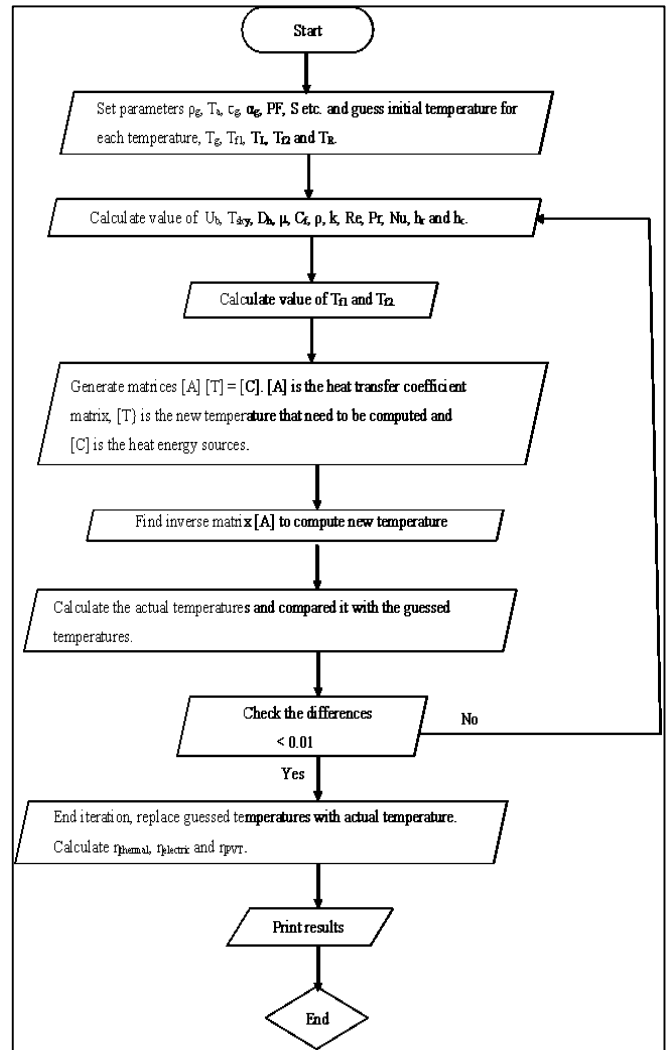 Start
Set parameters ρg, Ta, τg, αg, PF, S etc. and guess initial temperature for
each temperature, Tg, Tf1, TL, Tf2 and TR.
Calculate value of Ub, Tsky, Dh, μ, Cf, ρ, k, Re, Pr, Nu, hr and hc.
Calculate value of Tf1 and Tf2
Generate matrices [A] [T] = [C]. [A] is the heat transfer coefficient
matrix, [T} is the new temperature that need to be computed and
[C] is the heat energy sources.
Find inverse matrix [A] to compute new temperature
Calculate the actual temperatures and compared it with the guessed
temperatures.
Check the differences
< 0.01
No
Yes
End iteration, replace guessed temperatures with actual temperature.
Calculate ηthermal, ηelectric and ηPVT.
Print results
End